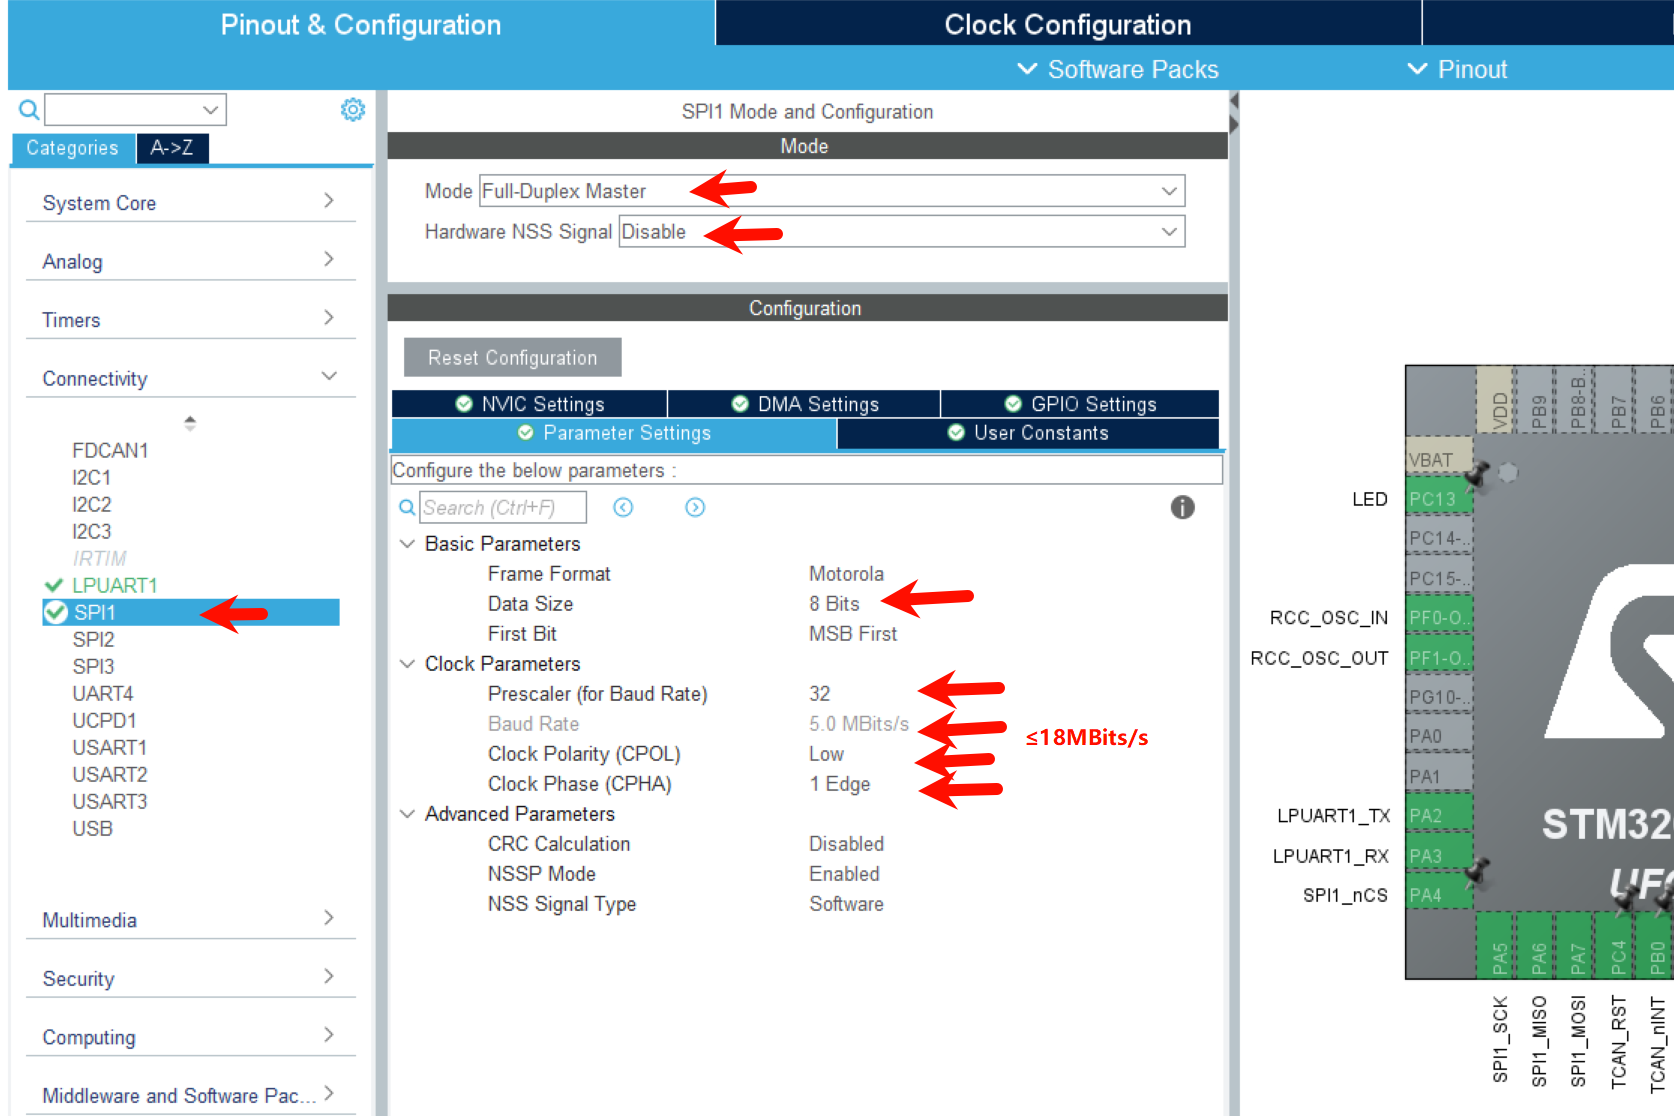 Pinout & Configuration
Clock Configuration
Software Packs
Pinout
Categories
A->Z
System Core
Analog
Timers
Connectivity
FDCAN1
I2C1
I2C2
I2C3
IRTIM
LPUART1
SPI1
SPI2
SPI3
UART4
UCPD1
USART1
USART2
USART3
USB
Multimedia
Security
Computing
Middleware and Software Pac...
SPI1 Mode and Configuration
Mode
Mode Full-Duplex Master
Hardware NSS Signal Disable
Configuration
Reset Configuration
NVIC Settings
DMA Settings
GPIO Settings
Parameter Settings
User Constants
Configure the below parameters :
Search (Ctrl+F)
Basic Parameters
Frame Format Motorola
Data Size 8 Bits
First Bit MSB First
Clock Parameters
Prescaler (for Baud Rate) 32
Baud Rate 5.0 MBits/s
≤18MBits/s
Clock Polarity (CPOL) Low
Clock Phase (CPHA) 1 Edge
Advanced Parameters
CRC Calculation Disabled
NSSP Mode Enabled
NSS Signal Type Software
VDD
PB9
PB8-B..
PB7
PB6
VBAT
LED PC13
PC14-..
PC15-..
RCC_OSC_IN PF0-O..
RCC_OSC_OUT PF1-O..
PG10-..
PA0
PA1
LPUART1_TX PA2
LPUART1_RX PA3
SPI1_nCS PA4
STM32
UF
PA5
PA6
PA7
PC4
PB0
SPI1_SCK
SPI1_MISO
SPI1_MOSI
TCAN_RST
TCAN_nINT